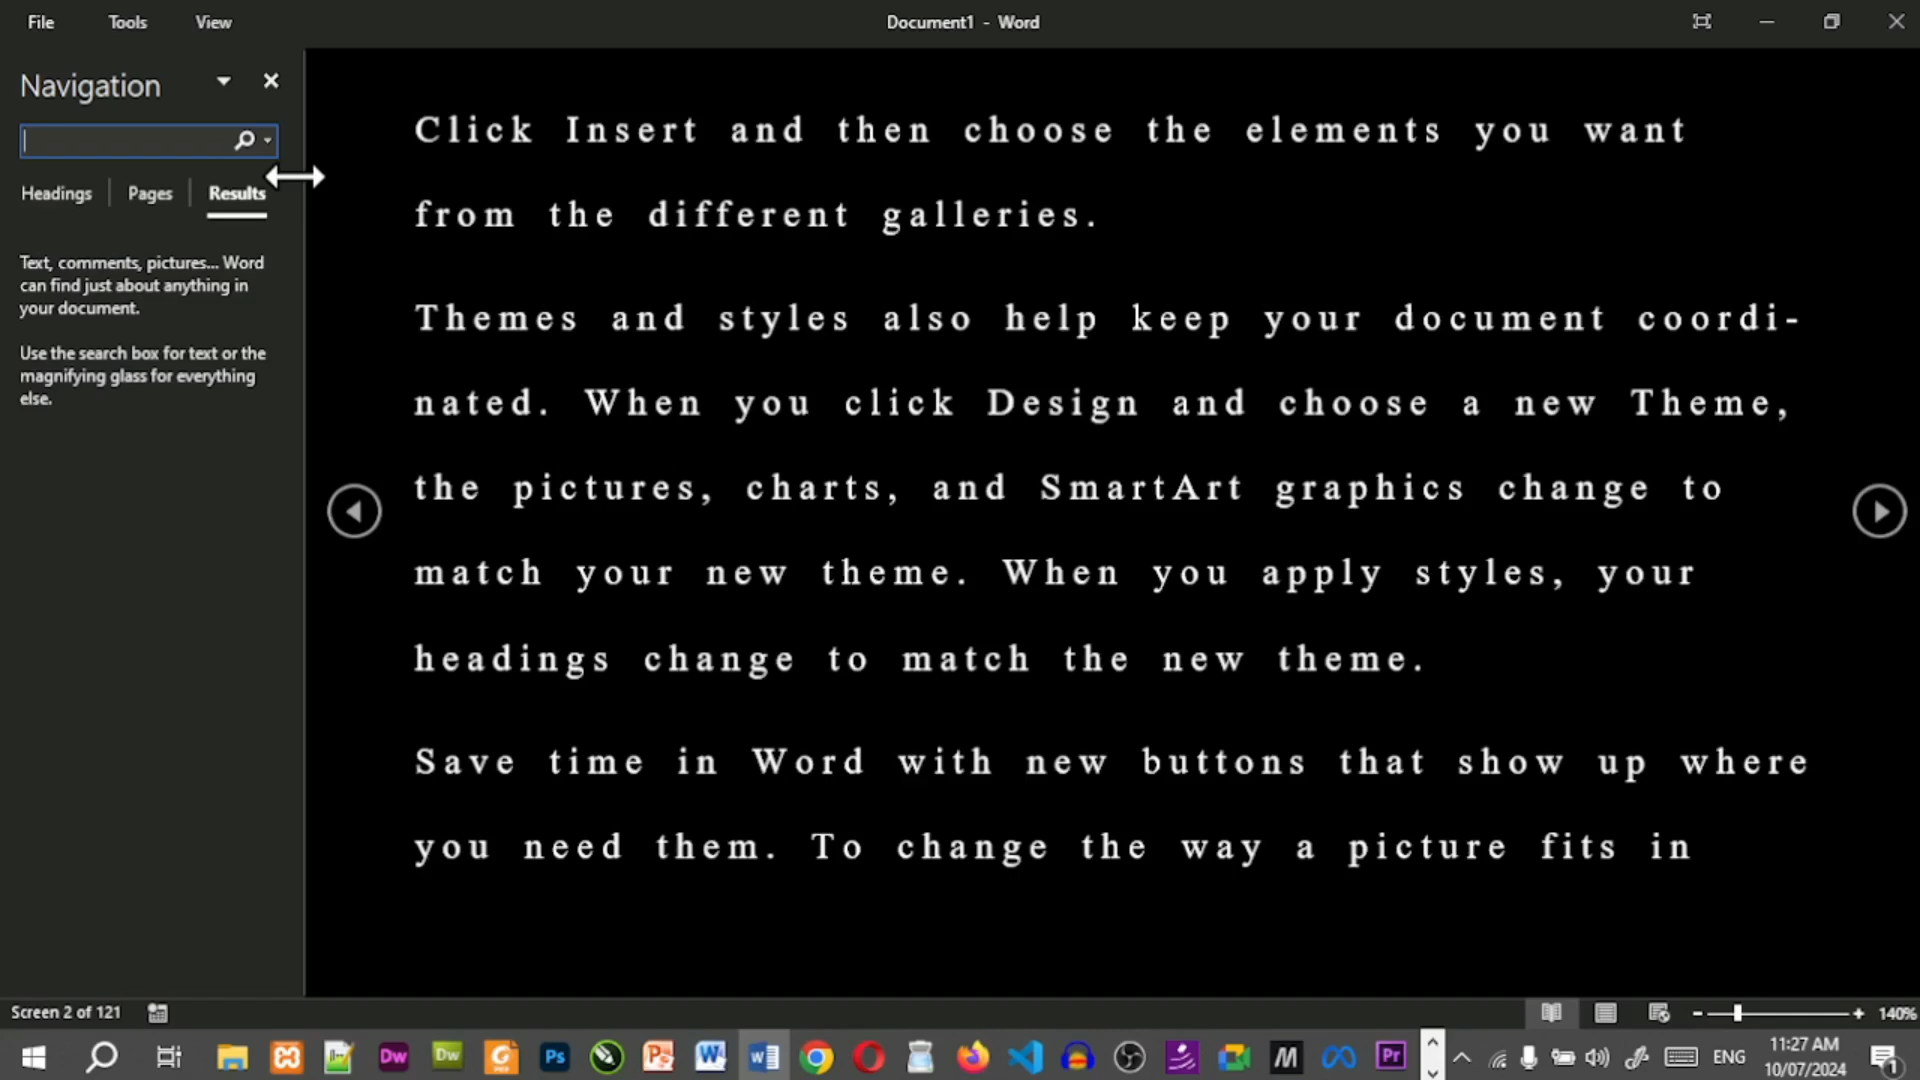 File Tools View Document1 - Word
Navigation
Headings Pages Results
Text, comments, pictures... Word
can find just about anything in
your document.
Use the search box for text or the
magnifying glass for everything
else.
Click Insert and then choose the elements you want
from the different galleries.
Themes and styles also help keep your document coordi-
nated. When you click Design and choose a new Theme,
the pictures, charts, and SmartArt graphics change to
match your new theme. When you apply styles, your
headings change to match the new theme.
Save time in Word with new buttons that show up where
you need them. To change the way a picture fits in
Screen 2 of 121
140%
Dw Dw Ps Pr
ENG
11:27 AM
10/07/2024
1